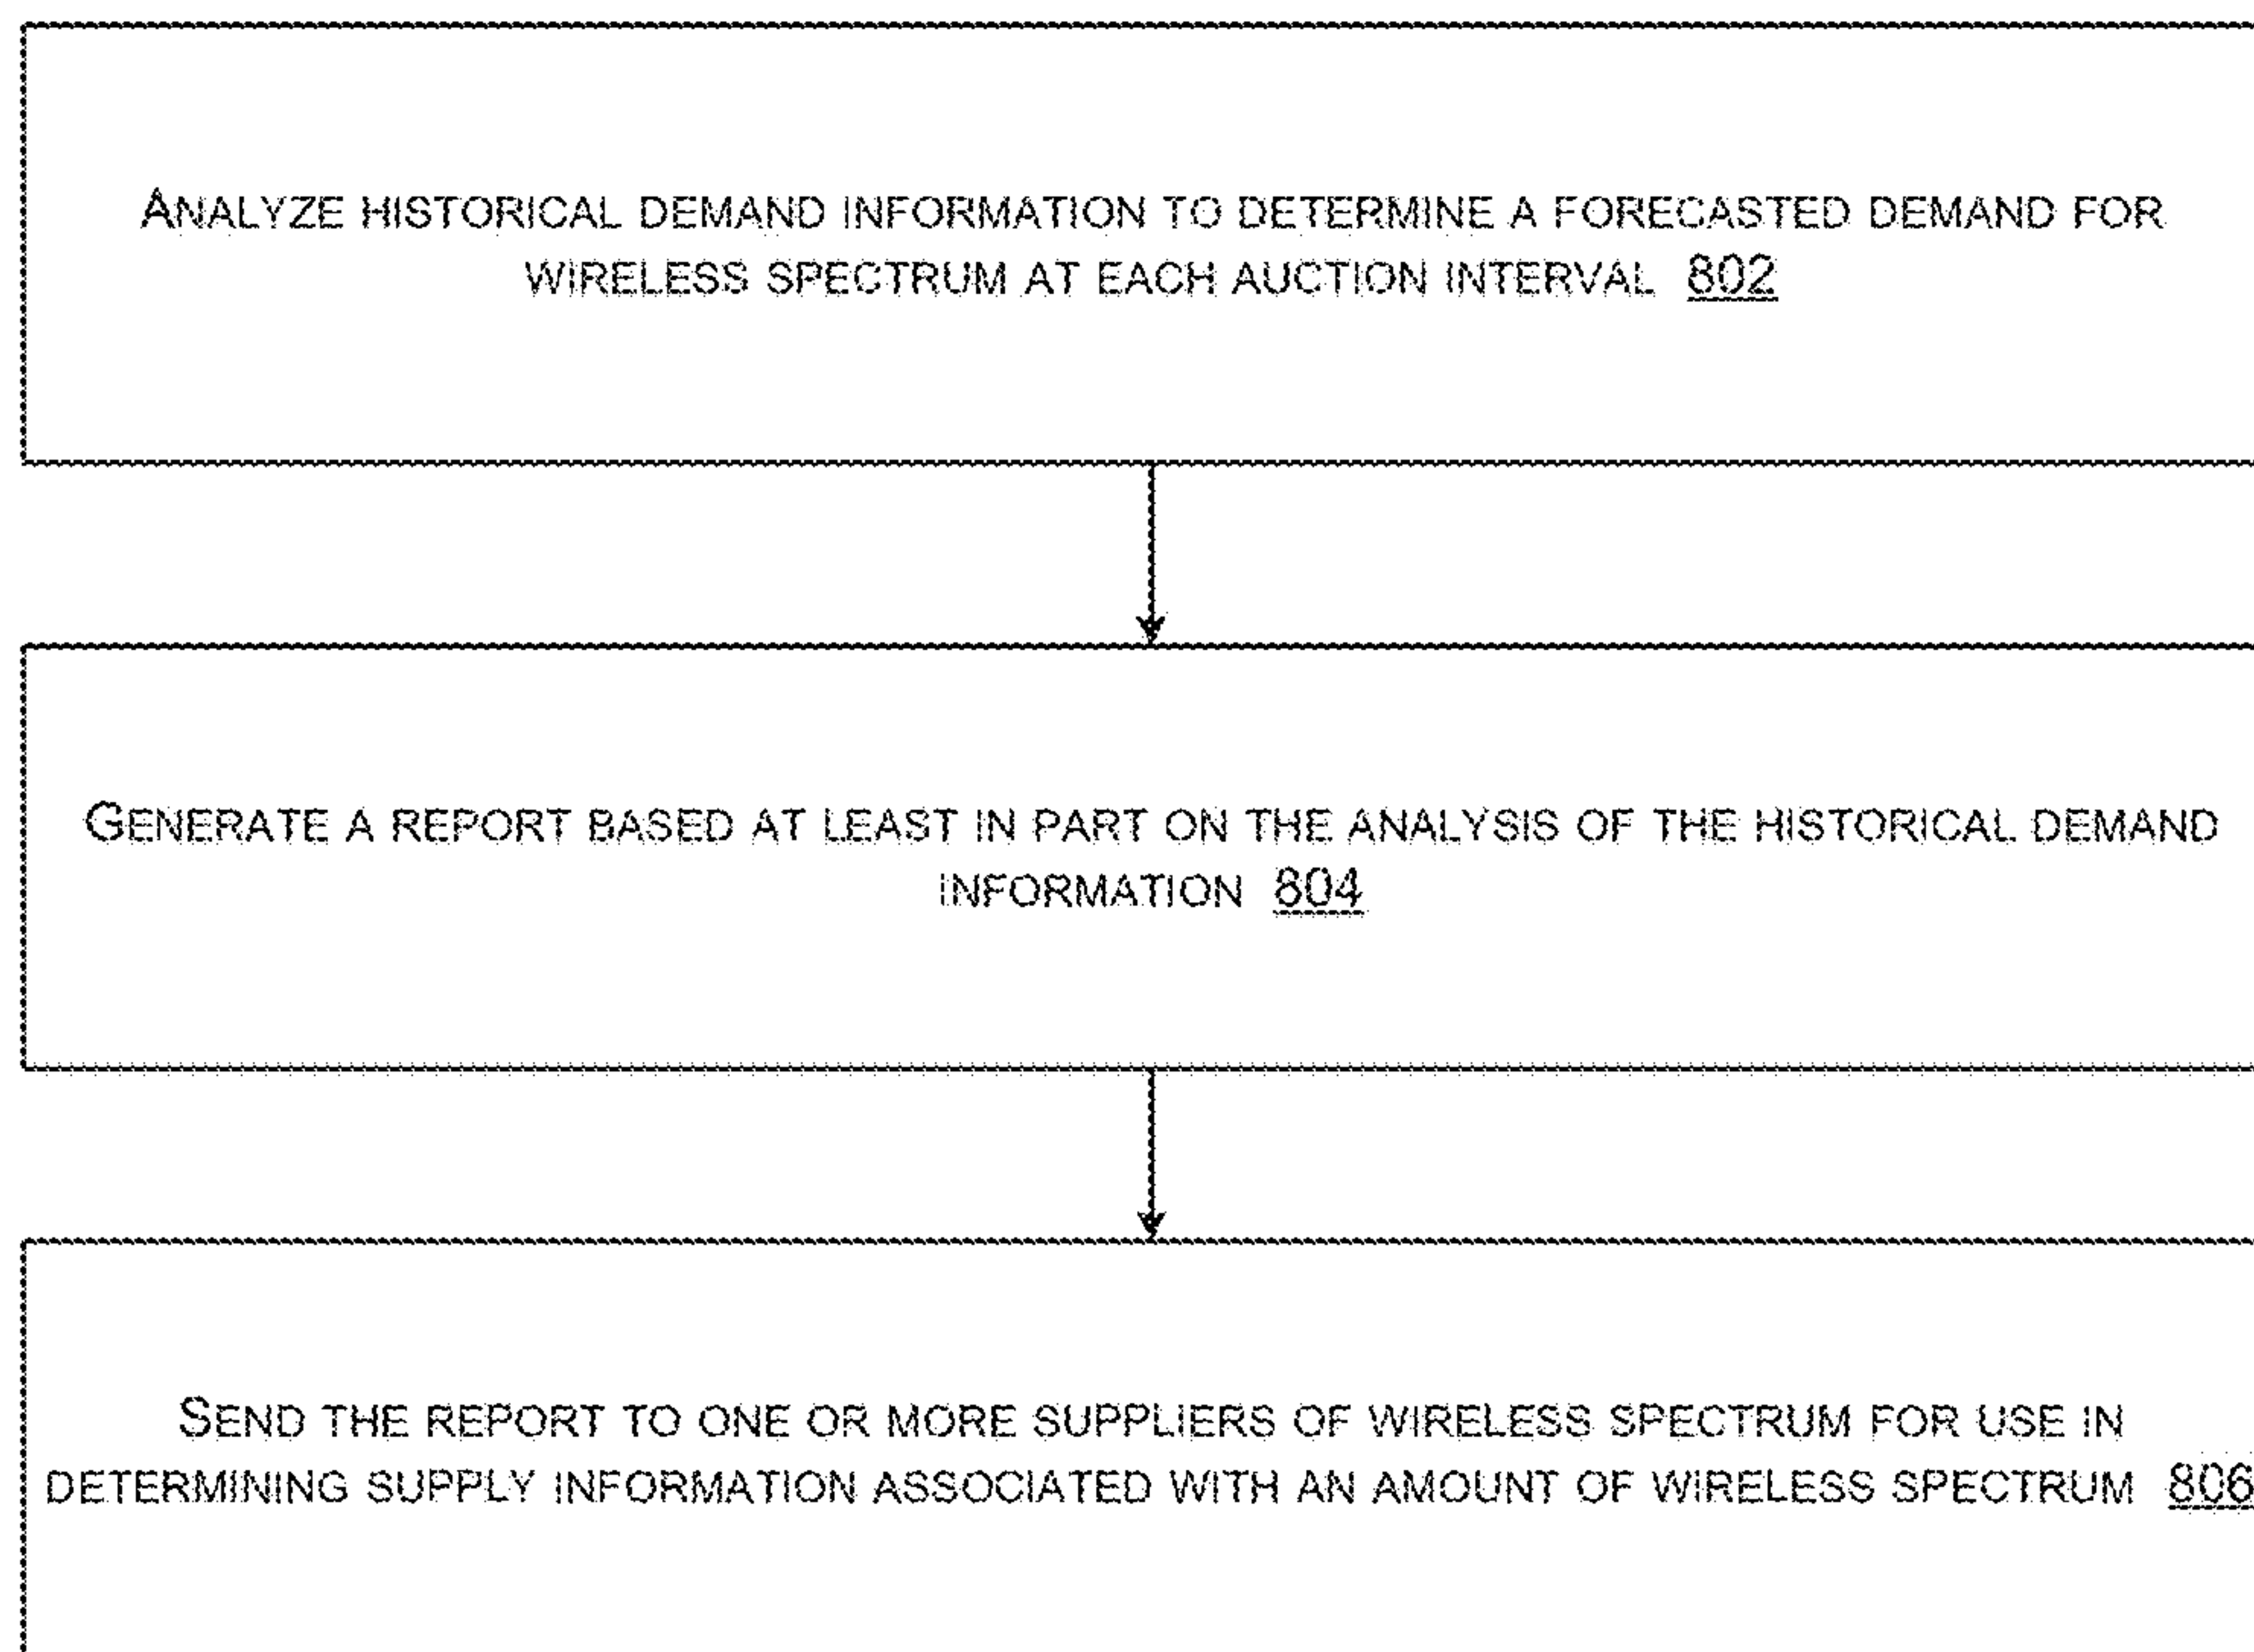 ANALYZE HISTORICAL DEMAND INFORMATION TO DETERMINE A FORECASTED DEMAND FOR
WIRELESS SPECTRUM AT EACH AUCTION INTERVAL 802
GENERATE A REPORT BASED AT LEAST IN PART ON THE ANALYSIS OF THE HISTORICAL DEMAND
INFORMATION 804
SEND THE REPORT TO ONE OR MORE SUPPLIERS OF WIRELESS SPECTRUM FOR USE IN
DETERMINING SUPPLY INFORMATION ASSOCIATED WITH AN AMOUNT OF WIRELESS SPECTRUM 806